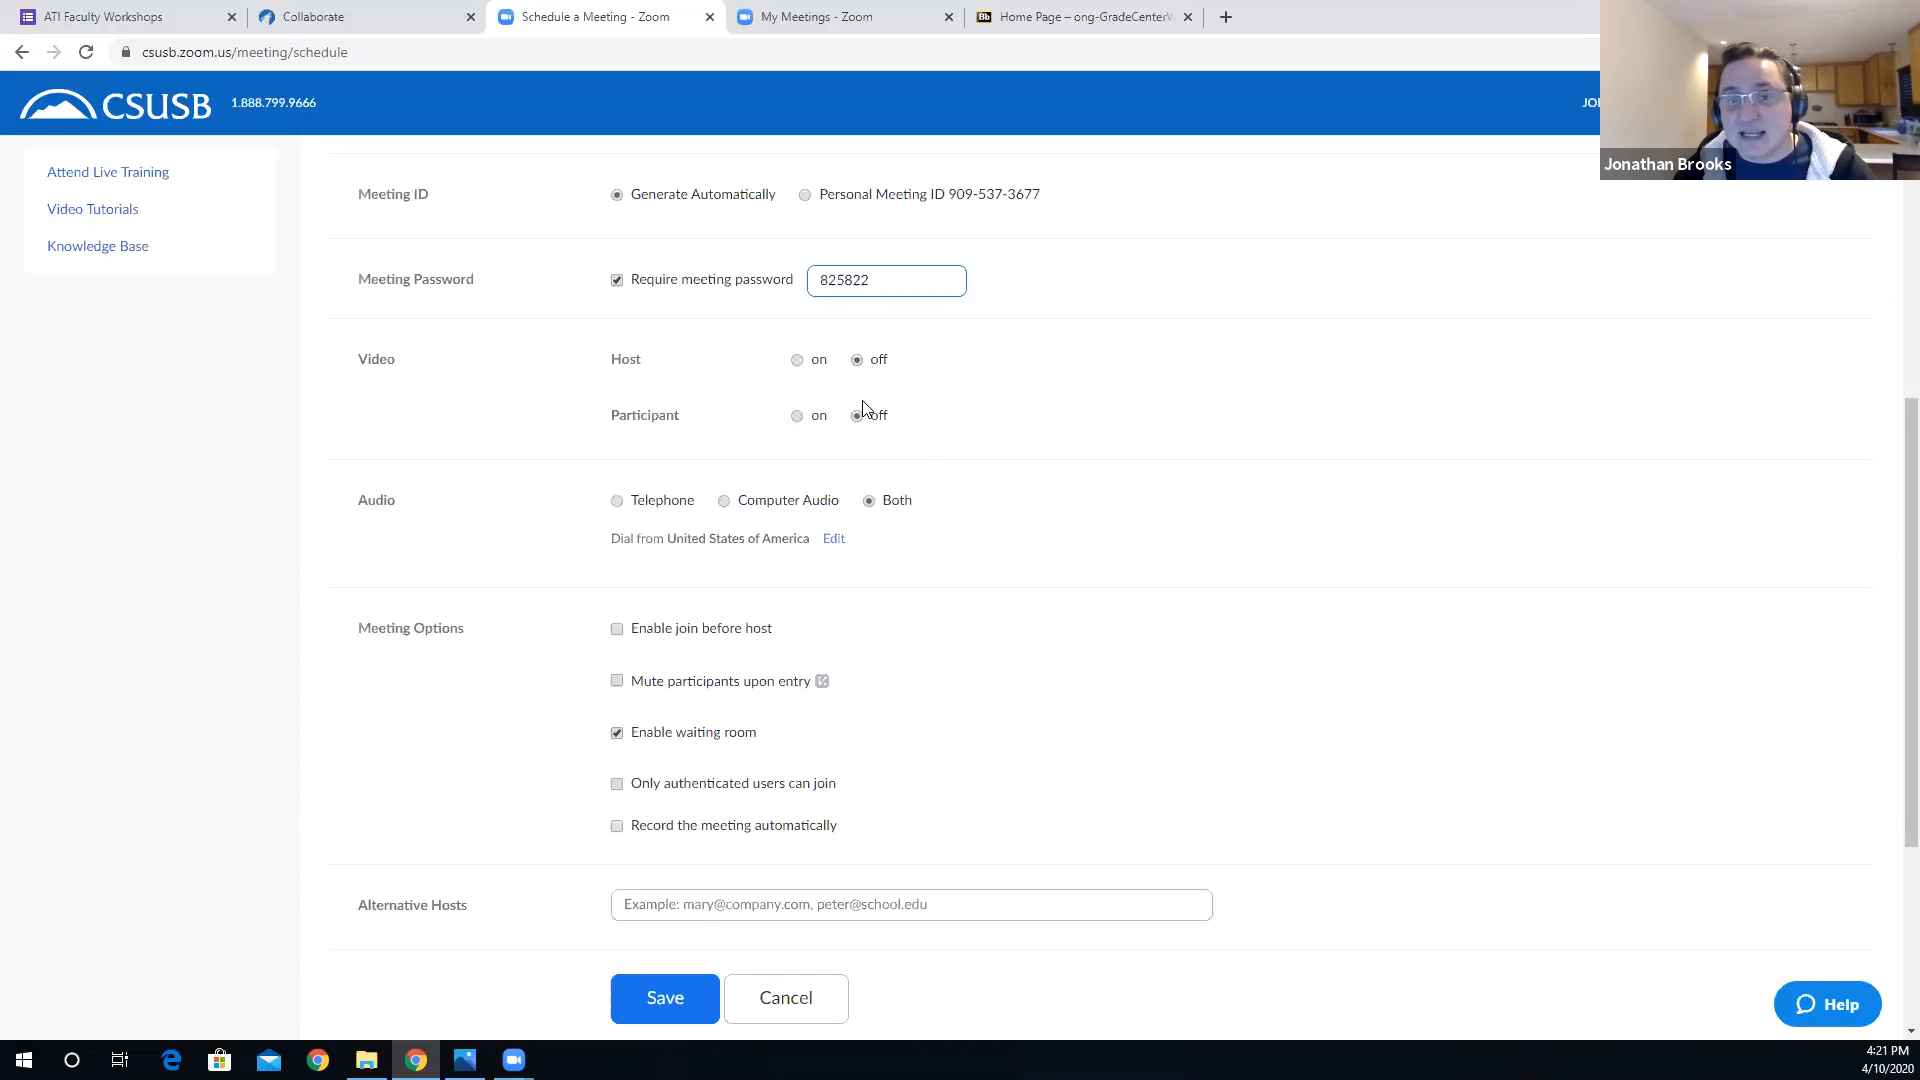 ATI Faculty Workshops
Collaborate
Schedule a Meeting - Zoom
My Meetings - Zoom
Home Page – ong-GradeCenter
csusb.zoom.us/meeting/schedule
CSUSB 1.888.799.9666
Jonathan Brooks
Attend Live Training
Video Tutorials
Knowledge Base
Meeting ID Generate Automatically Personal Meeting ID 909-537-3677
Meeting Password Require meeting password 825822
Video Host on off
Participant on off
Audio Telephone Computer Audio Both
Dial from United States of America Edit
Meeting Options Enable join before host
Mute participants upon entry
Enable waiting room
Only authenticated users can join
Record the meeting automatically
Alternative Hosts Example: mary@company.com, peter@school.edu
Save Cancel
Help
4:21 PM
4/10/2020